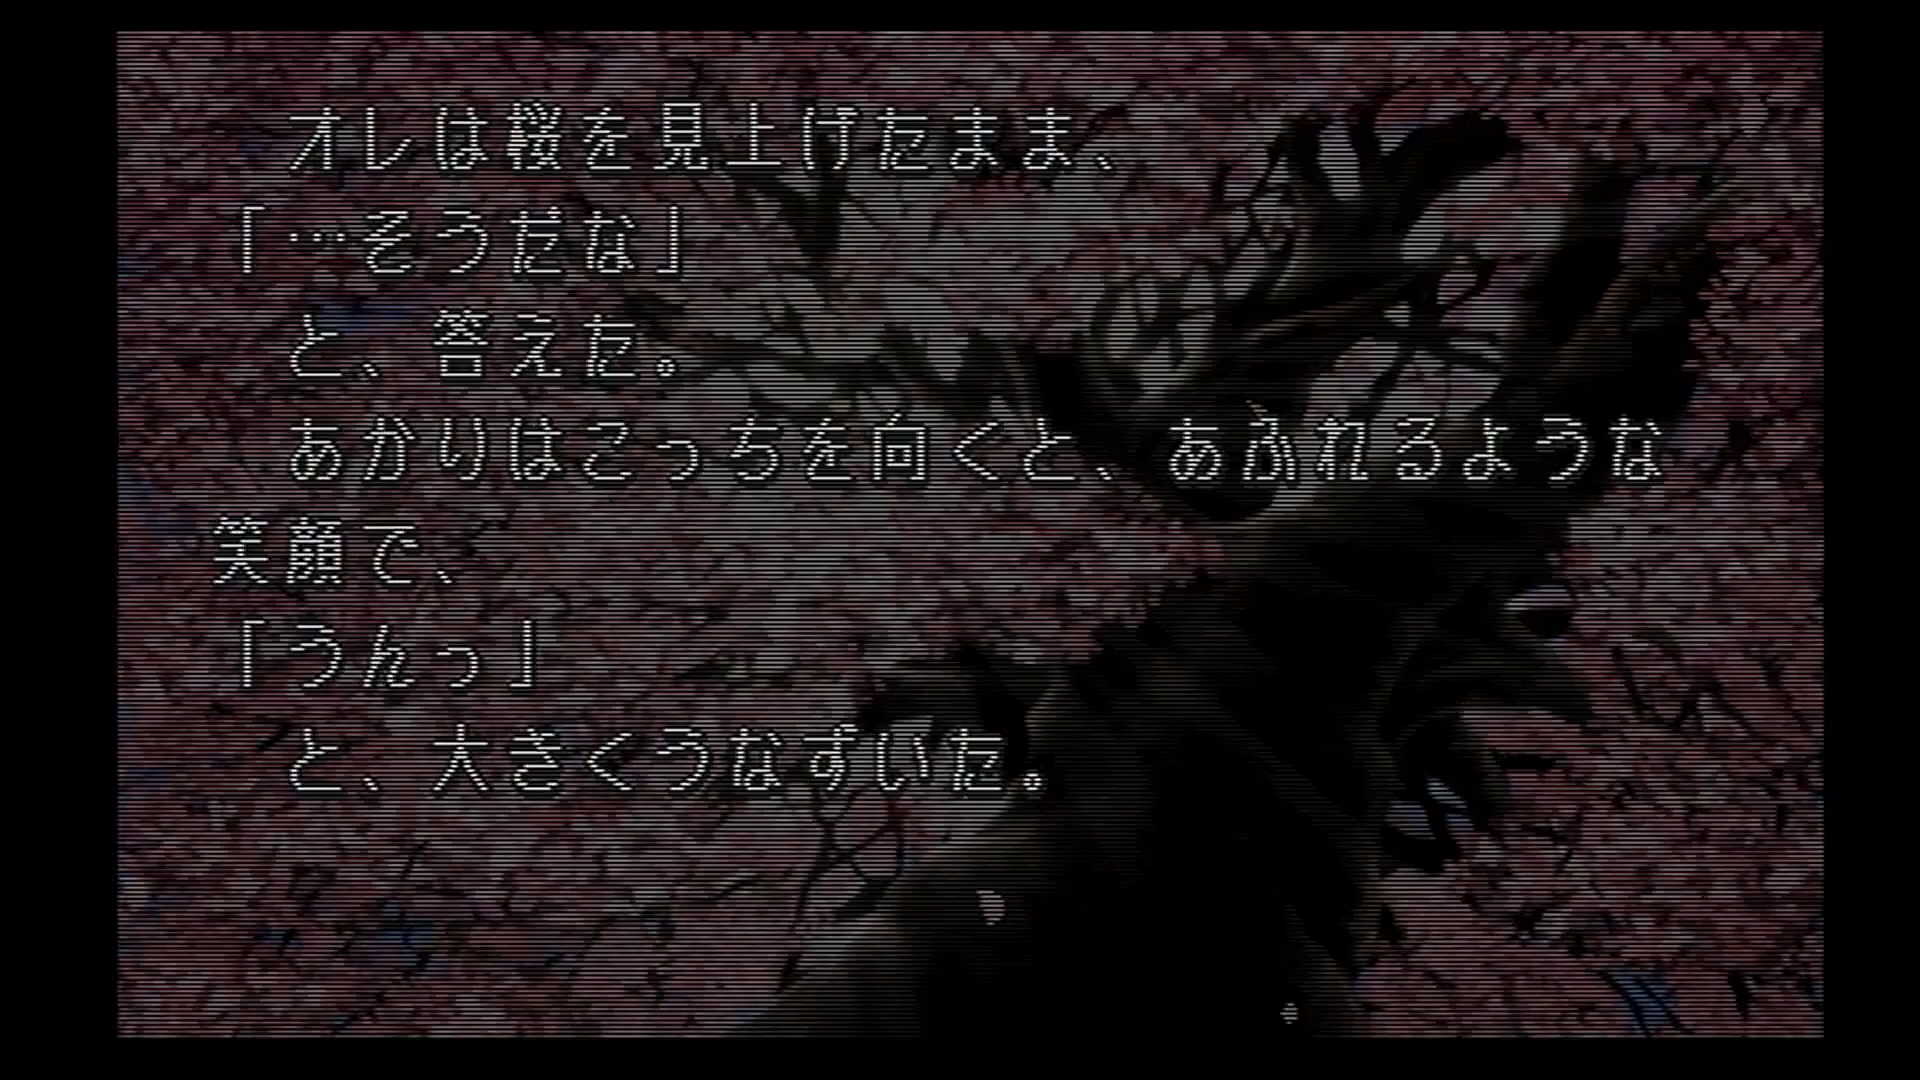 オレは桜を見上げたまま、
「…そうだな」
と、答えた。
あかりはこっちを向くと、あふれるような
笑顔で、
「うんっ」
と、大きくうなずいた。